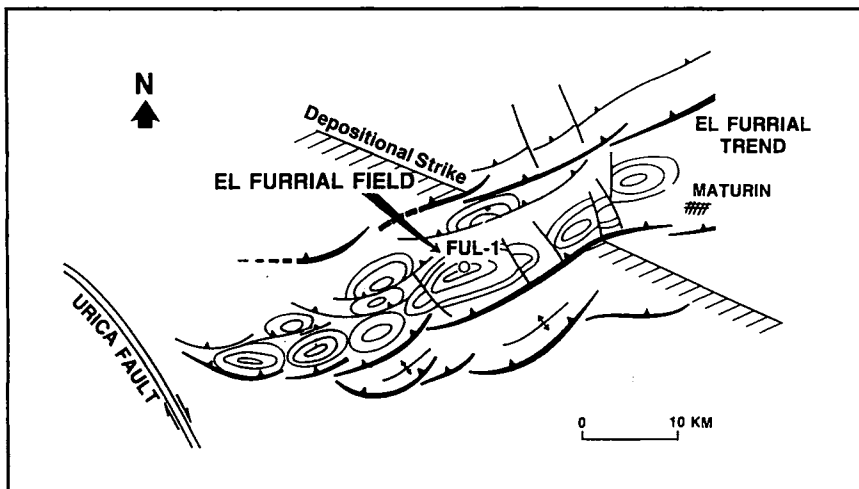 N
Depositional Strike
EL FURRIAL FIELD
EL FURRIAL
TREND
MATURIN
FUL-1
URICA FAULT
0 10 KM